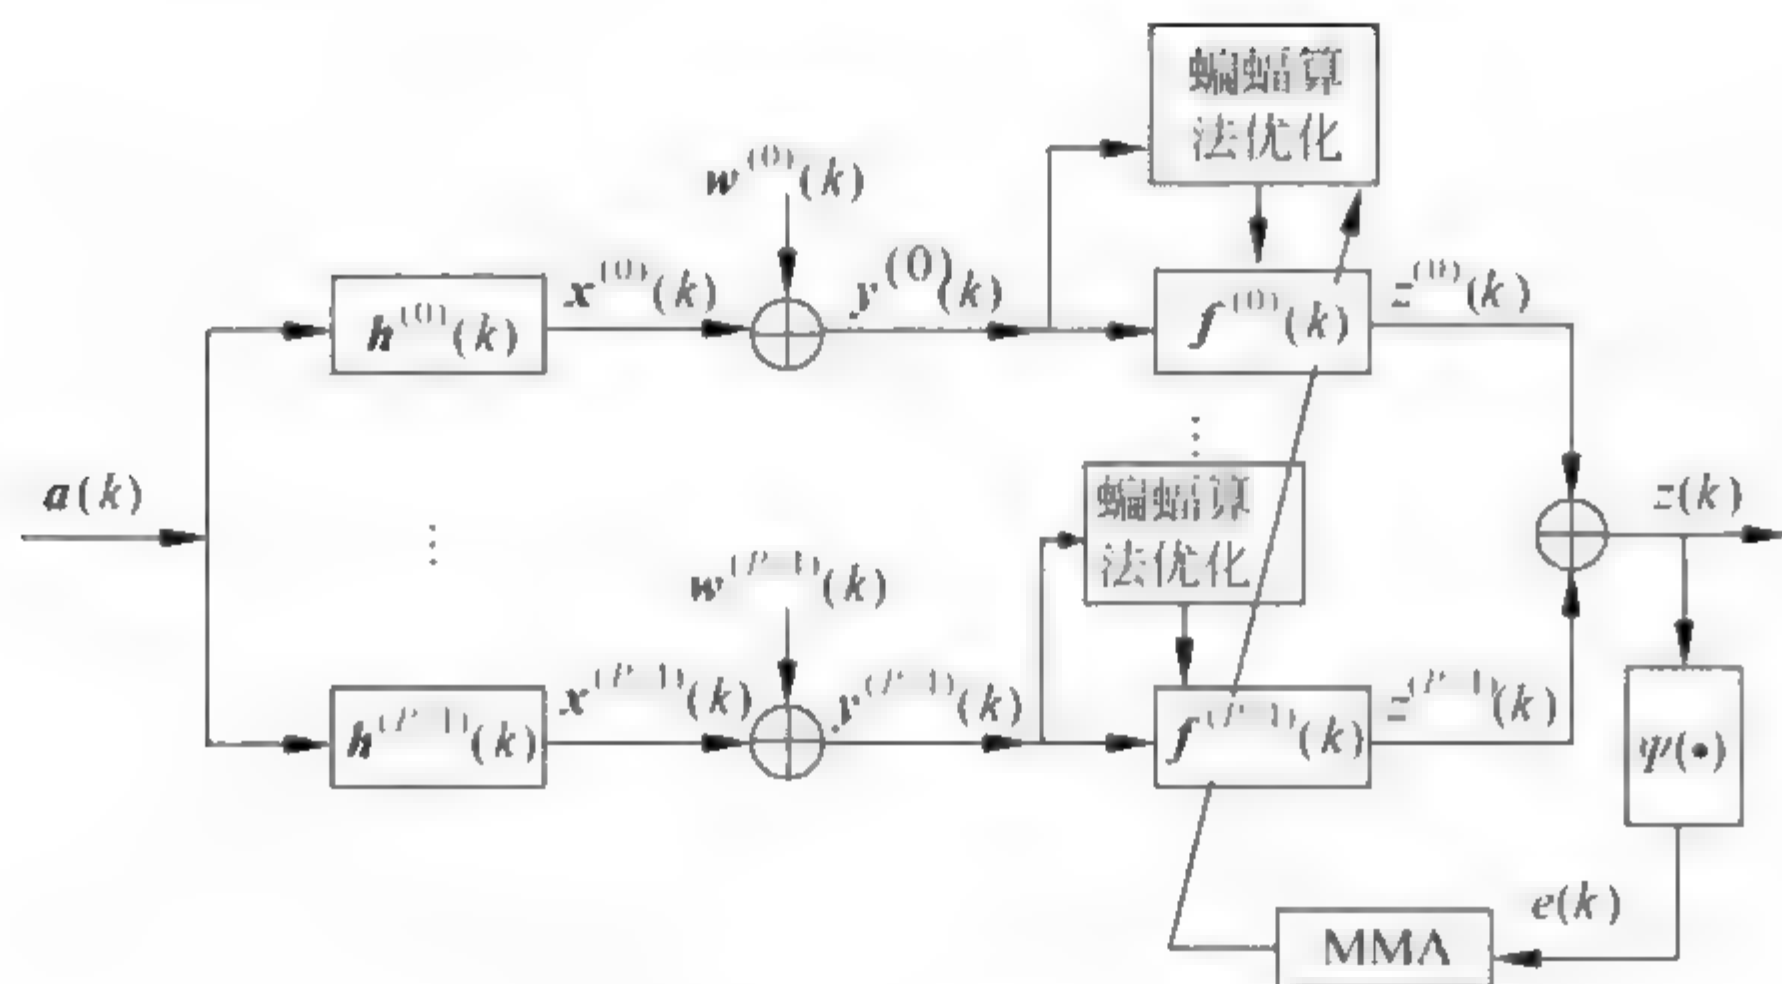 蝙蝠算
法优化
w^(0)(k)
h^(0)(k)
x^(0)(k)
y^(0)(k)
f^(0)(k)
z^(0)(k)
a(k)
⋮
⋮
蝙蝠算
法优化
z(k)
w^(P-1)(k)
h^(P-1)(k)
x^(P-1)(k)
y^(P-1)(k)
f^(P-1)(k)
z^(P-1)(k)
ψ(•)
e(k)
MMA